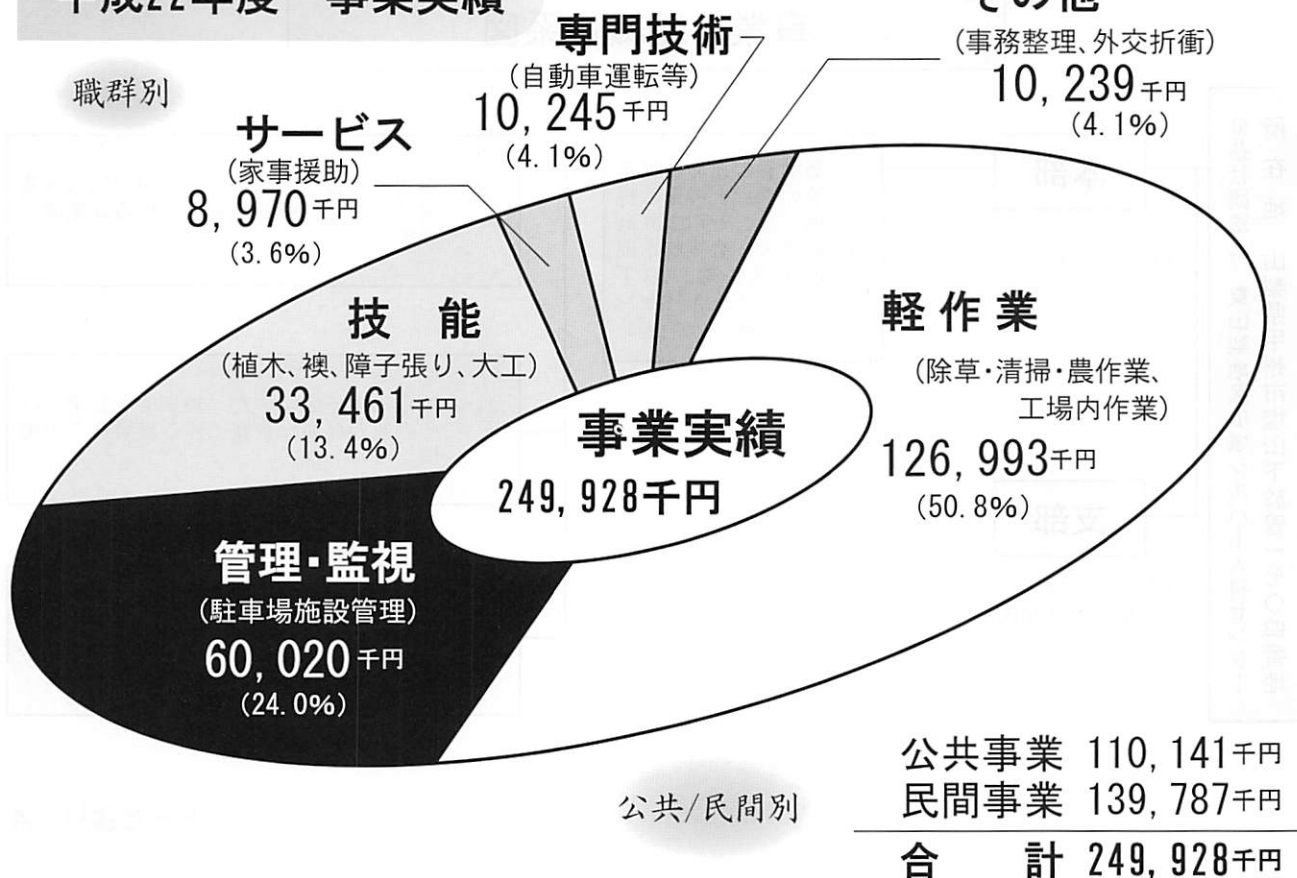 平成22年度 事業実績
職群別
その他
(事務整理、外交折衝)
10,239千円
(4.1%)
専門技術
(自動車運転等)
10,245千円
(4.1%)
サービス
(家事援助)
8,970千円
(3.6%)
技 能
(植木、襖、障子張り、大工)
33,461千円
(13.4%)
軽作業
(除草・清掃・農作業、
工場内作業)
126,993千円
(50.8%)
事業実績
249,928千円
管理・監視
(駐車場施設管理)
60,020千円
(24.0%)
公共/民間別
公共事業 110,141千円
民間事業 139,787千円
合 計 249,928千円